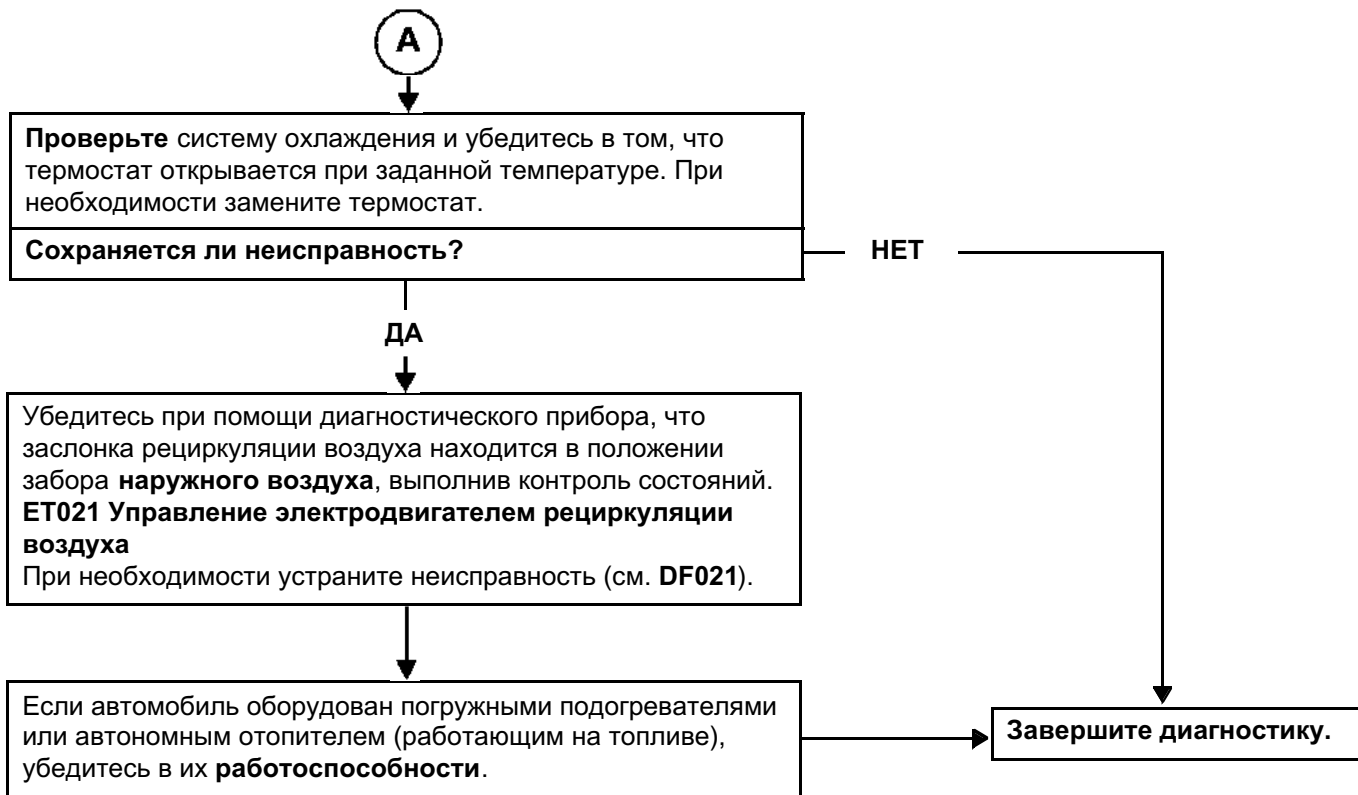 A
Проверьте систему охлаждения и убедитесь в том, что
термостат открывается при заданной температуре. При
необходимости замените термостат.
Сохраняется ли неисправность?
НЕТ
ДА
Убедитесь при помощи диагностического прибора, что
заслонка рециркуляции воздуха находится в положении
забора наружного воздуха, выполнив контроль состояний.
ET021 Управление электродвигателем рециркуляции
воздуха
При необходимости устраните неисправность (см. DF021).
Если автомобиль оборудован погружными подогревателями
или автономным отопителем (работающим на топливе),
убедитесь в их работоспособности.
Завершите диагностику.